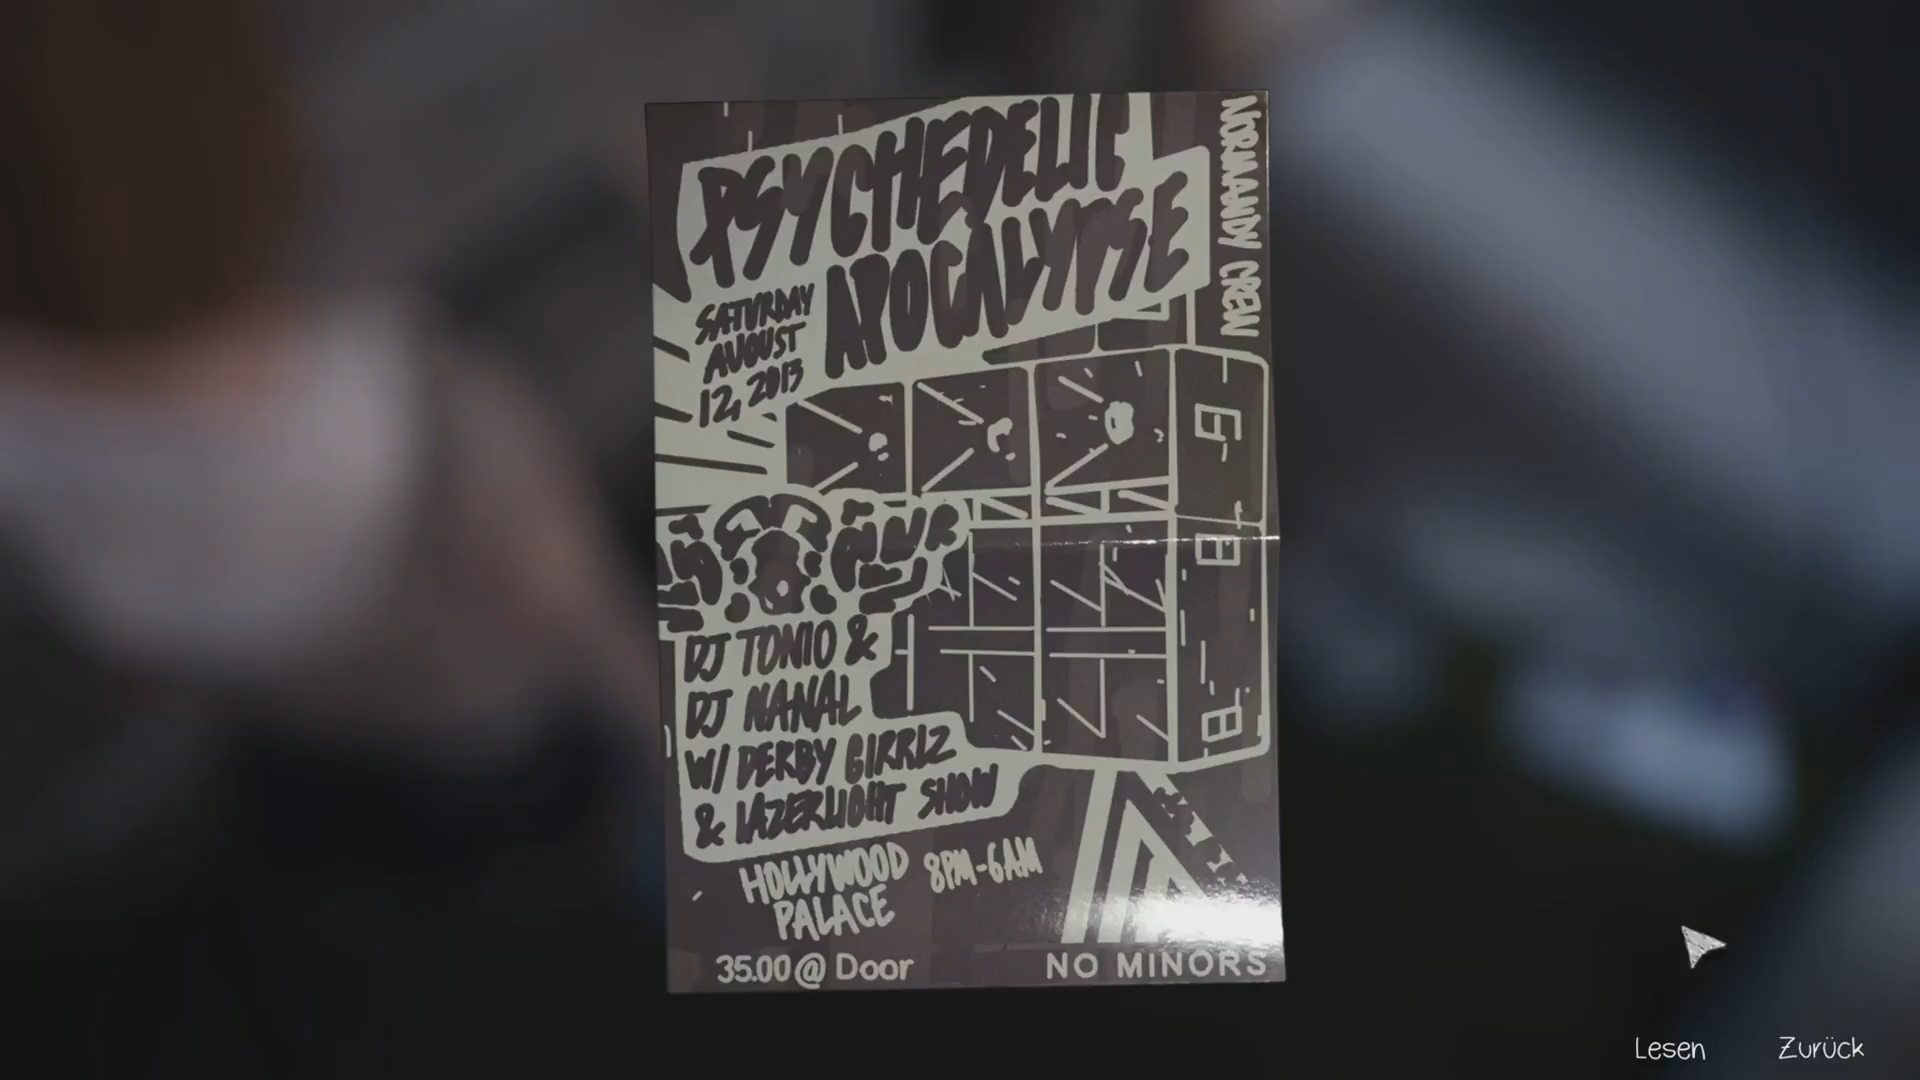 PSYCHEDELIC
APOCALYPSE
NORMANDY CREW
SATURDAY
AUGUST
12, 2013
DJ TONIO &
DJ NANAL
W/ DERBY GIRRLZ
& LAZERLIGHT SHOW
HOLLYWOOD
PALACE
8PM-6AM
35.00@ Door
NO MINORS
Lesen
Zurück